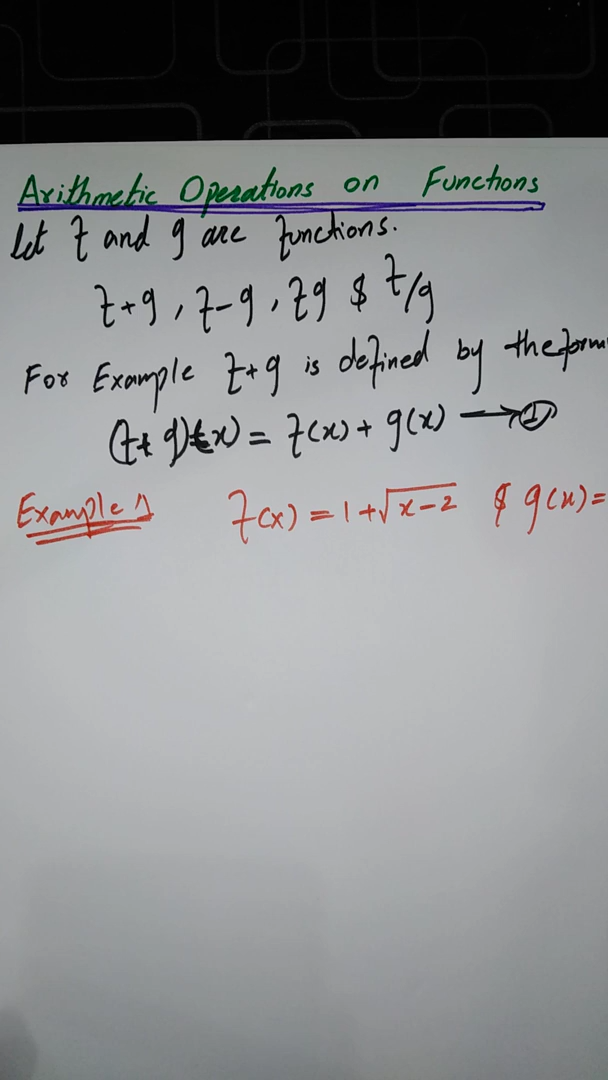 Arithmetic Operations on Functions
Let f and g are functions.
f+g, f-g, fg & f/g
For Example f+g is defined by the form
(f+g)(x) = f(x) + g(x) → ①
Example 1 f(x) = 1+√x-2 & g(x) =